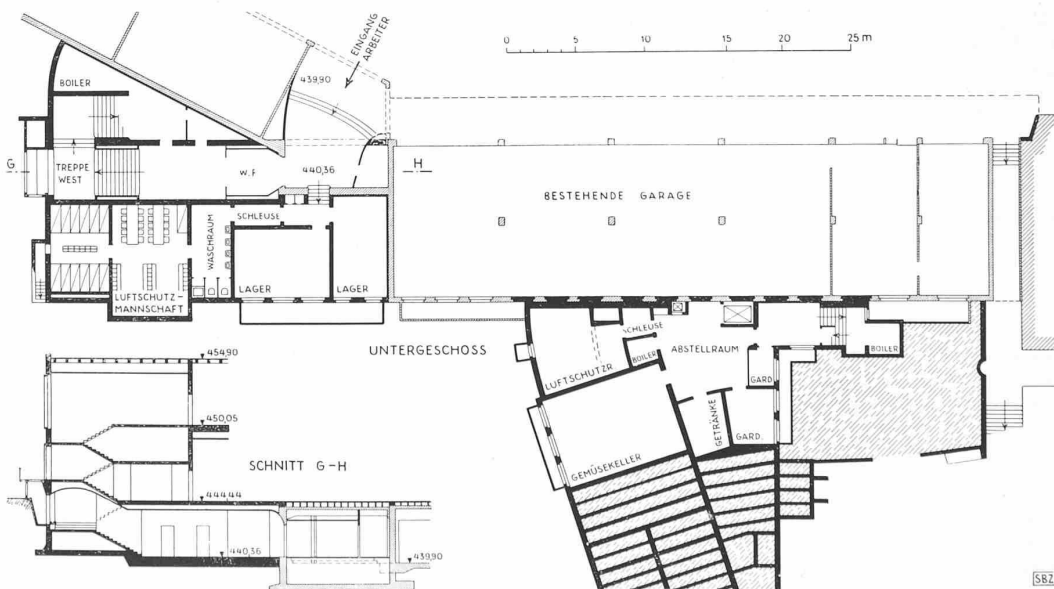 0 5 10 15 20 25 m
EINGANG
ARBEITER
439,90
BOILER
G.
TREPPE
WEST
W.F
440,36
H
BESTEHENDE GARAGE
WASCHRAUM
SCHLEUSE
LAGER
LAGER
LUFTSCHUTZ-
MANNSCHAFT
UNTERGESCHOSS
SCHLEUSE
BOILER
ABSTELLRAUM
BOILER
LUFTSCHUTZR
GARD
GETRÄNKE
GARD.
GEMÜSEKELLER
454,90
450,05
SCHNITT G-H
444,44
440,36
439,90
SBZ